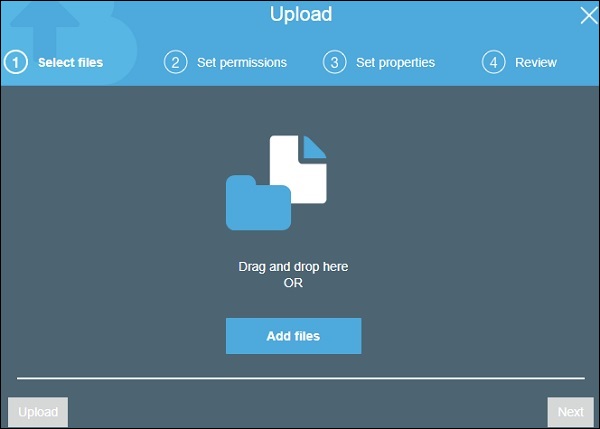 Upload
1 Select files 2 Set permissions 3 Set properties 4 Review
Drag and drop here
OR
Add files
Upload Next